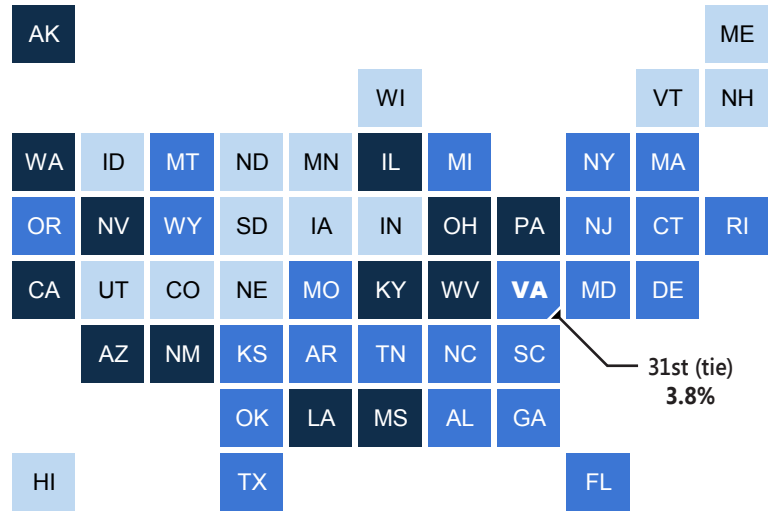 AK ME
WI VT NH
WA ID MT ND MN IL MI NY MA
OR NV WY SD IA IN OH PA NJ CT RI
CA UT CO NE MO KY WV VA MD DE
AZ NM KS AR TN NC SC
31st (tie)
3.8%
OK LA MS AL GA
HI TX FL